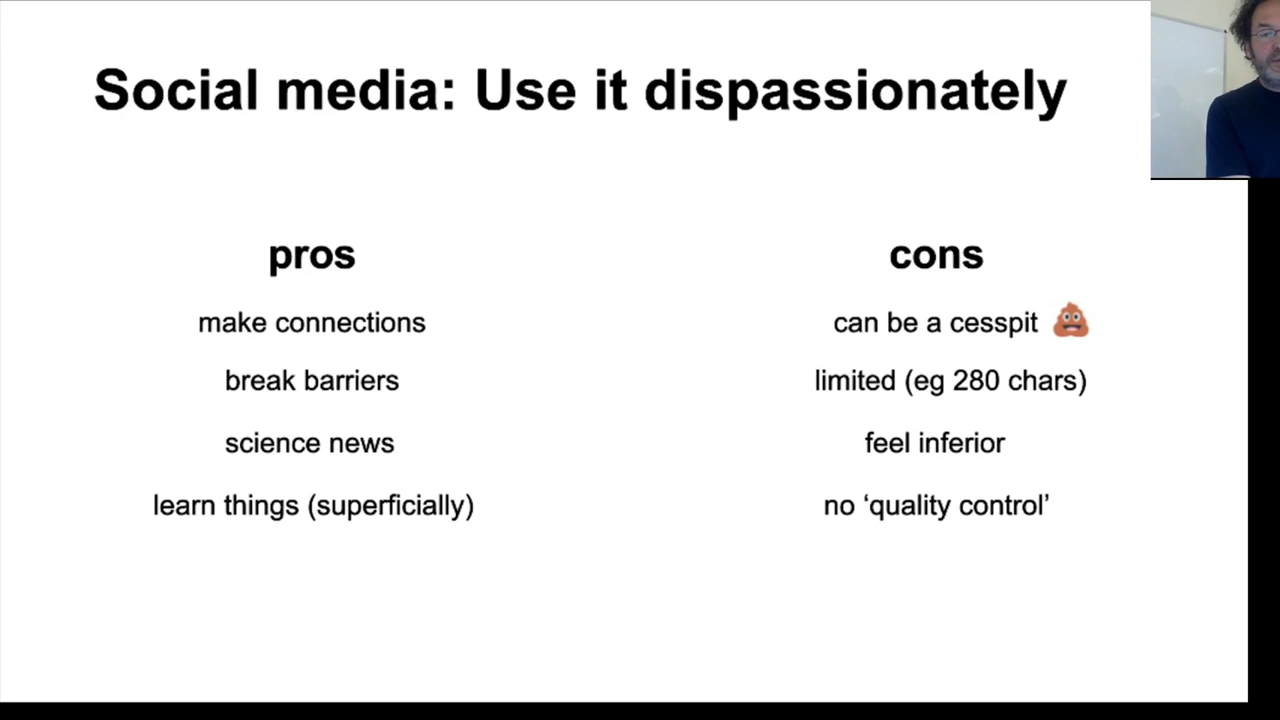 Social media: Use it dispassionately
pros
make connections
break barriers
science news
learn things (superficially)
cons
can be a cesspit 💩
limited (eg 280 chars)
feel inferior
no ‘quality control’